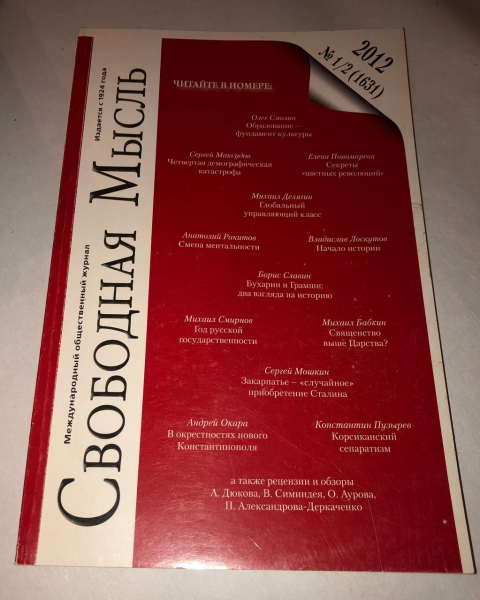 2012
№ 1/2 (1631)
Издается с 1924 года
Международный общественный журнал
СВОБОДНАЯ МЫСЛЬ
ЧИТАЙТЕ В НОМЕРЕ:
Олег Смолин
Образование –
фундамент культуры
Сергей Максудов
Четвертая демографическая
катастрофа
Елена Пономарева
Секреты
«цветных революций»
Михаил Делягин
Глобальный
управляющий класс
Анатолий Ракитов
Смена ментальности
Владислав Лоскутов
Начало истории
Борис Славин
Бухарин и Грамши:
два взгляда на историю
Михаил Смирнов
Год русской
государственности
Михаил Бабкин
Священство
выше Царства?
Сергей Мошкин
Закарпатье – «случайное»
приобретение Сталина
Андрей Окара
В окрестностях нового
Константинополя
Константин Пузырев
Корсиканский
сепаратизм
а также рецензии и обзоры
А. Дюкова, В. Симиндея, О. Аурова,
П. Александрова-Деркаченко